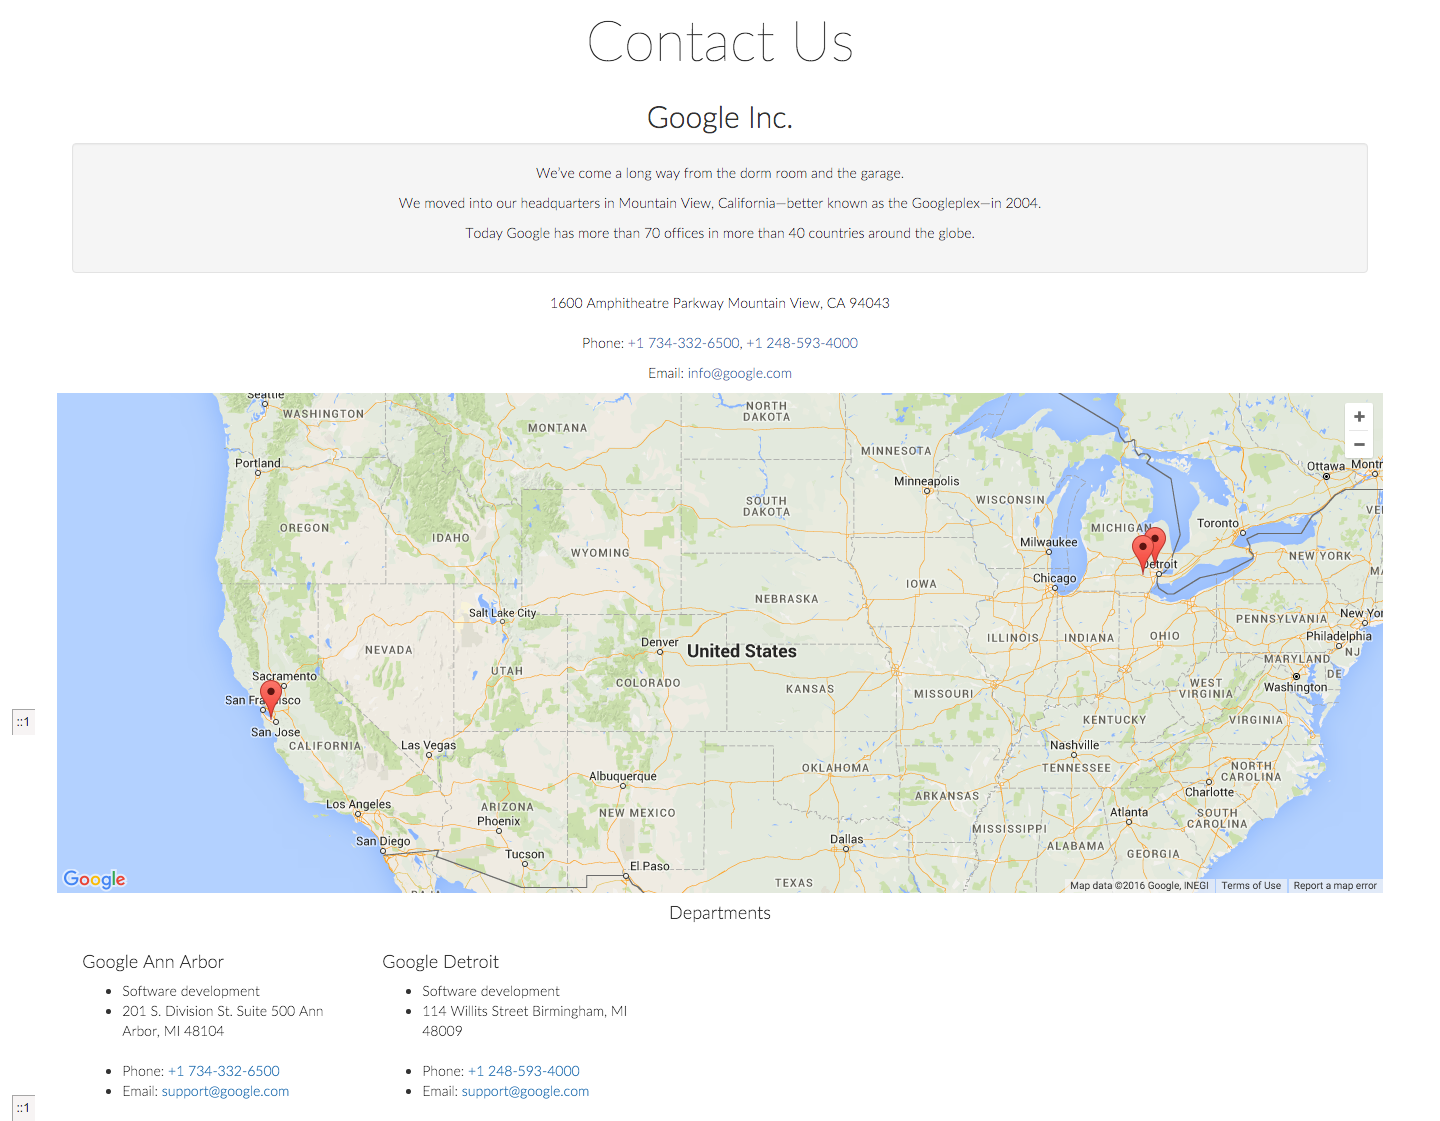 Contact Us
Google Inc.
We've come a long way from the dorm room and the garage.
We moved into our headquarters in Mountain View, California—better known as the Googleplex—in 2004.
Today Google has more than 70 offices in more than 40 countries around the globe.
1600 Amphitheatre Parkway Mountain View, CA 94043
Phone: +1 734-332-6500, +1 248-593-4000
Email: info@google.com
Seattle
WASHINGTON
MONTANA
NORTH
DAKOTA
MINNESOTA
+
−
Portland
Minneapolis
Ottawa
Montr
OREGON
IDAHO
SOUTH
DAKOTA
WISCONSIN
MICHIGAN
Toronto
VE
WYOMING
Milwaukee
Detroit
NEW YORK
MA
Chicago
IOWA
NEBRASKA
Salt Lake City
New Yor
PENNSYLVANIA
Philadelphia
NEVADA
Denver
United States
ILLINOIS
INDIANA
OHIO
NJ
MARYLAND
DE
UTAH
COLORADO
KANSAS
MISSOURI
WEST
VIRGINIA
Washington
Sacramento
San Francisco
San Jose
CALIFORNIA
Las Vegas
KENTUCKY
VIRGINIA
::1
Nashville
TENNESSEE
Albuquerque
OKLAHOMA
NORTH
CAROLINA
Charlotte
Los Angeles
ARIZONA
Phoenix
NEW MEXICO
ARKANSAS
Atlanta
SOUTH
CAROLINA
San Diego
Tucson
Dallas
MISSISSIPPI
ALABAMA
GEORGIA
El Paso
TEXAS
Google
Map data ©2016 Google, INEGI
Terms of Use
Report a map error
Departments
Google Ann Arbor
Software development
201 S. Division St. Suite 500 Ann
Arbor, MI 48104
Phone: +1 734-332-6500
Email: support@google.com
Google Detroit
Software development
114 Willits Street Birmingham, MI
48009
Phone: +1 248-593-4000
Email: support@google.com
::1